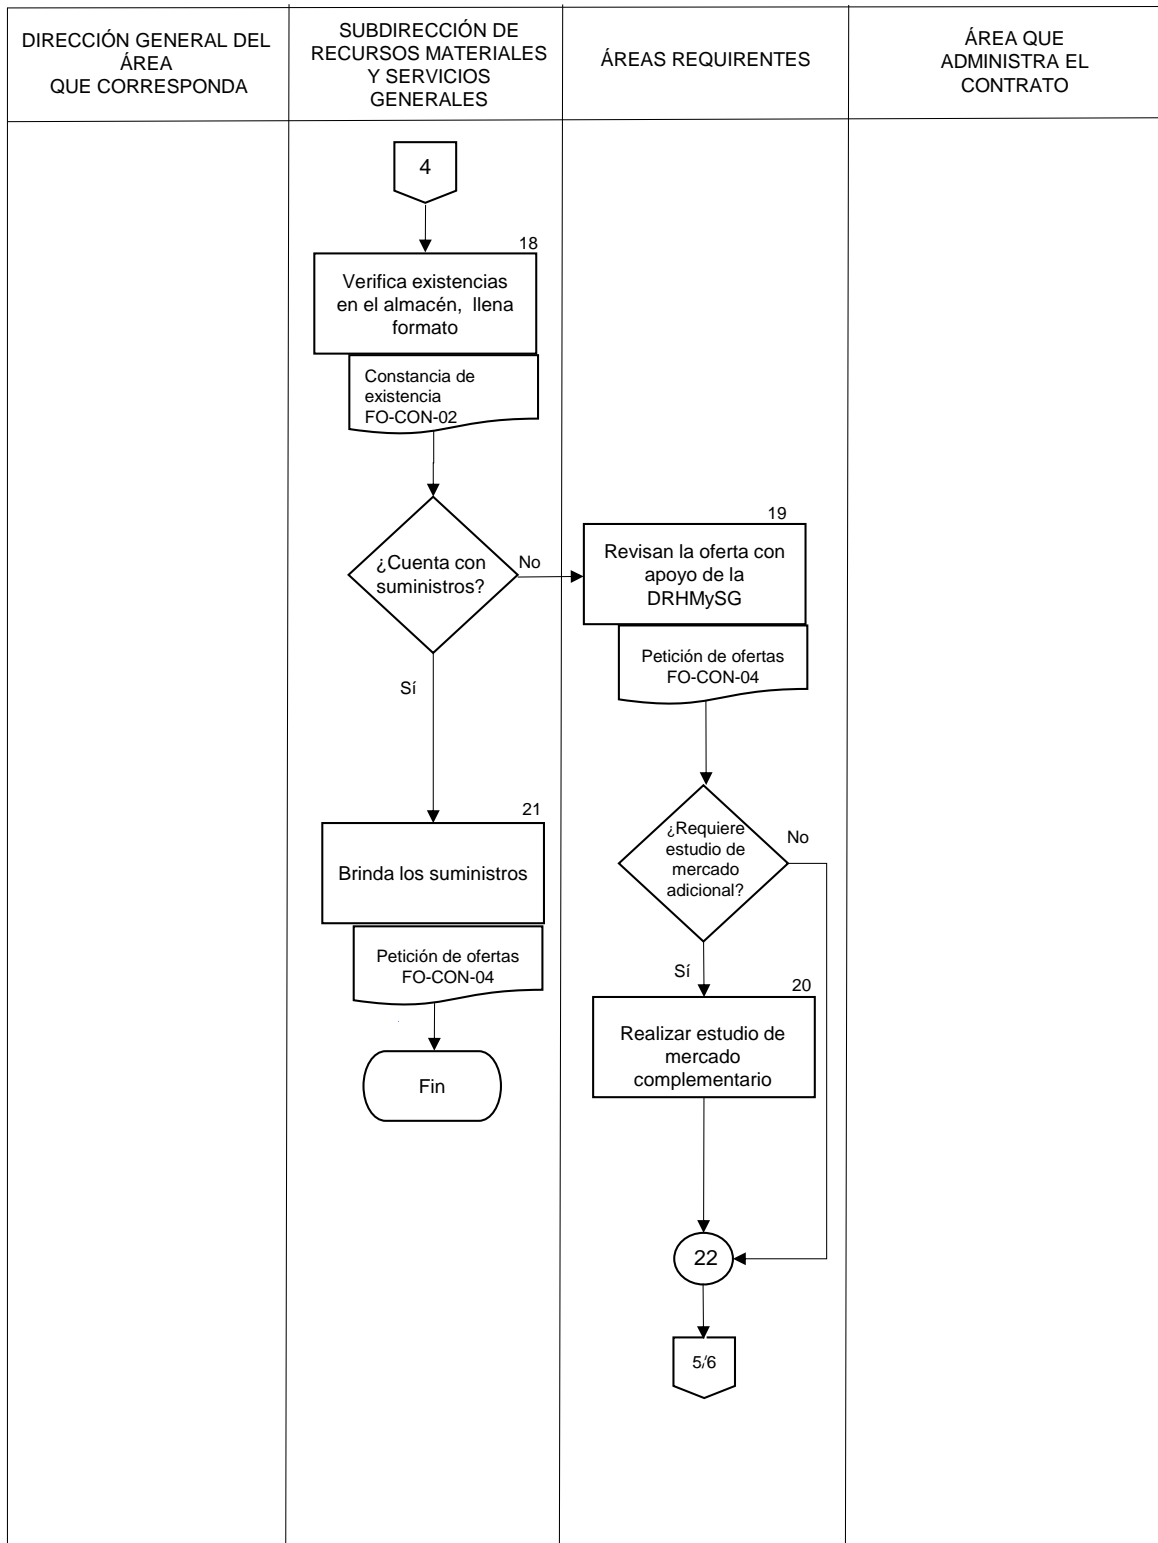 DIRECCIÓN GENERAL DEL
ÁREA
QUE CORRESPONDA
SUBDIRECCIÓN DE
RECURSOS MATERIALES
Y SERVICIOS
GENERALES
ÁREAS REQUIRENTES
ÁREA QUE
ADMINISTRA EL
CONTRATO
4
18
Verifica existencias
en el almacén, llena
formato
Constancia de
existencia
FO-CON-02
¿Cuenta con
suministros?
No
Sí
19
Revisan la oferta con
apoyo de la
DRHMySG
Petición de ofertas
FO-CON-04
¿Requiere
estudio de
mercado
adicional?
No
Sí
21
Brinda los suministros
Petición de ofertas
FO-CON-04
Fin
20
Realizar estudio de
mercado
complementario
22
5/6